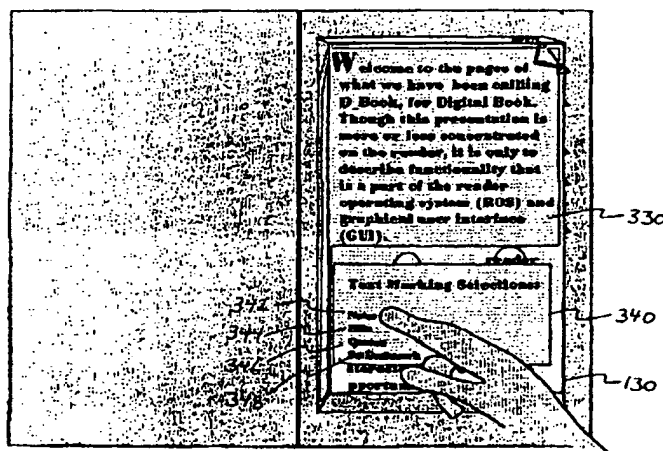 Welcome to the pages of
what we have been calling
D_Book, for Digital Book.
Though this presentation is
more or less concentrated
on the reader, it is only to
describe functionality that
is a part of the reader
operating system (ROS) and
graphical user interface
(GUI).
330
reader
Text Marking Selections:
342
344
346
348
340
130